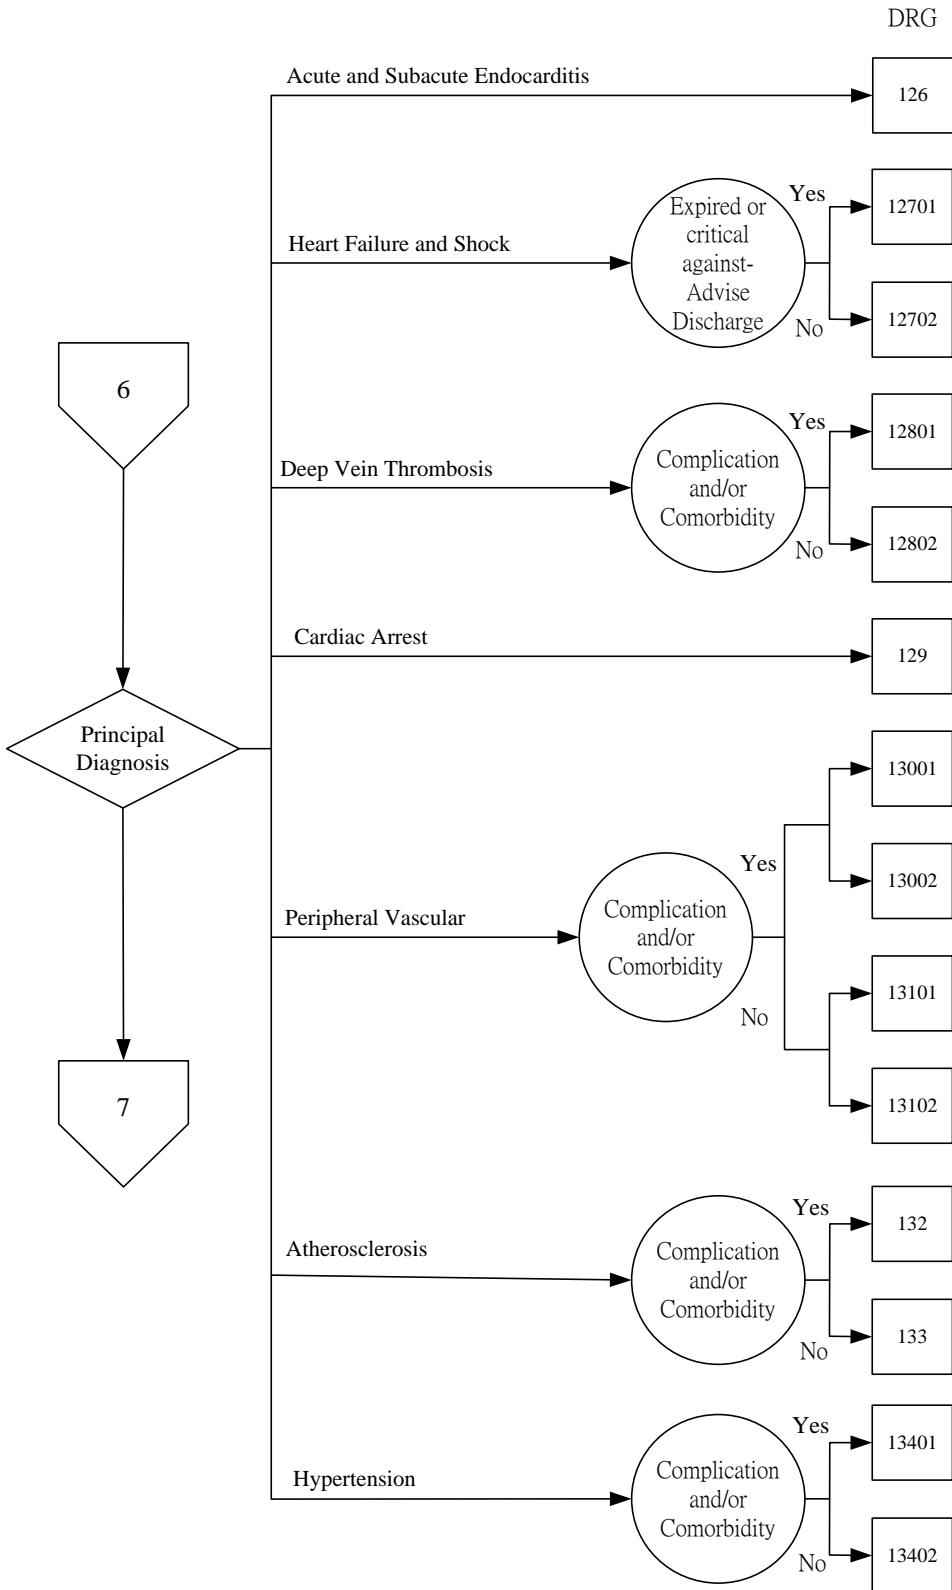 DRG
Acute and Subacute Endocarditis
126
Heart Failure and Shock
Expired or
critical
against-
Advise
Discharge
Yes
12701
No
12702
6
Deep Vein Thrombosis
Complication
and/or
Comorbidity
Yes
12801
No
12802
Cardiac Arrest
129
Principal
Diagnosis
Peripheral Vascular
Complication
and/or
Comorbidity
Yes
13001
13002
No
13101
13102
7
Atherosclerosis
Complication
and/or
Comorbidity
Yes
132
No
133
Hypertension
Complication
and/or
Comorbidity
Yes
13401
No
13402